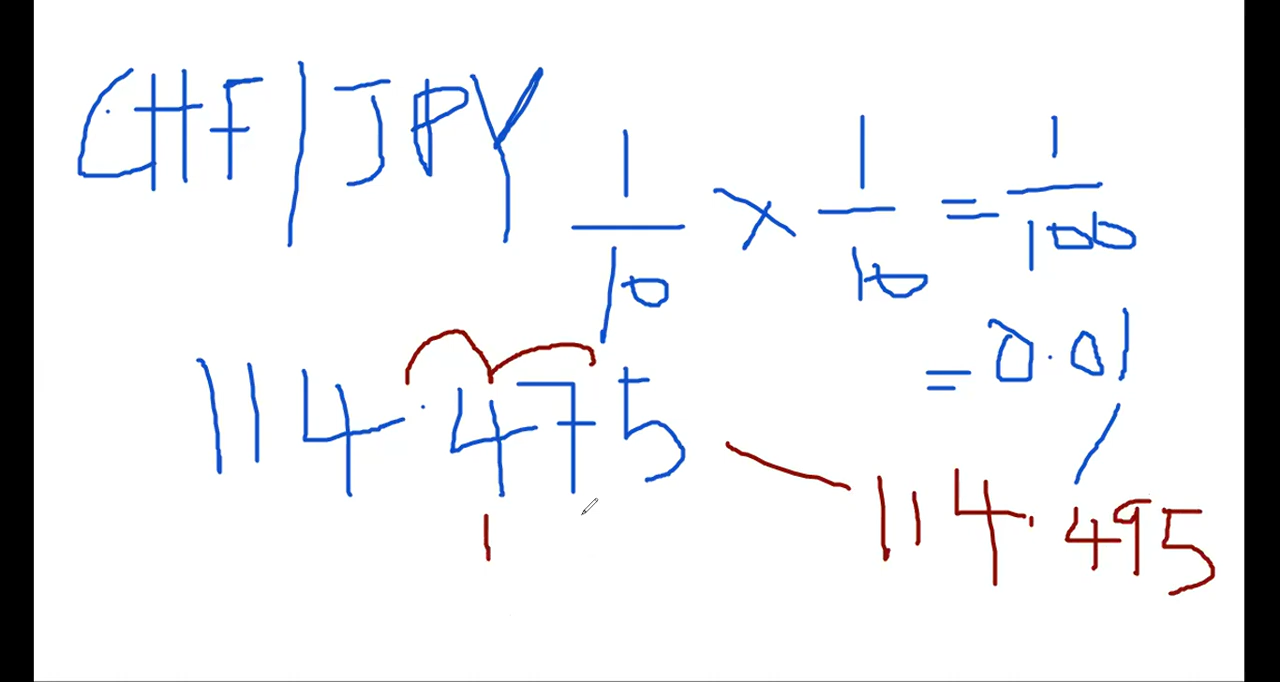 CHF/JPY
1/10 × 1/10 = 1/100
= 0.01
114.475
114.495
1